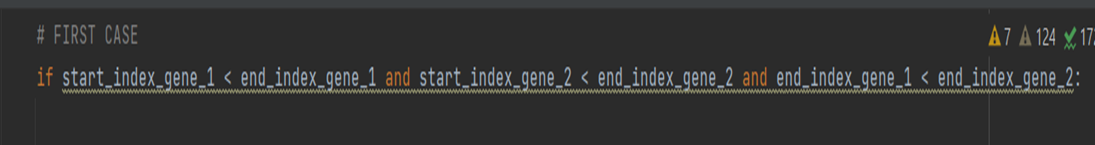 # FIRST CASE
7 124 17
if start_index_gene_1 < end_index_gene_1 and start_index_gene_2 < end_index_gene_2 and end_index_gene_1 < end_index_gene_2: